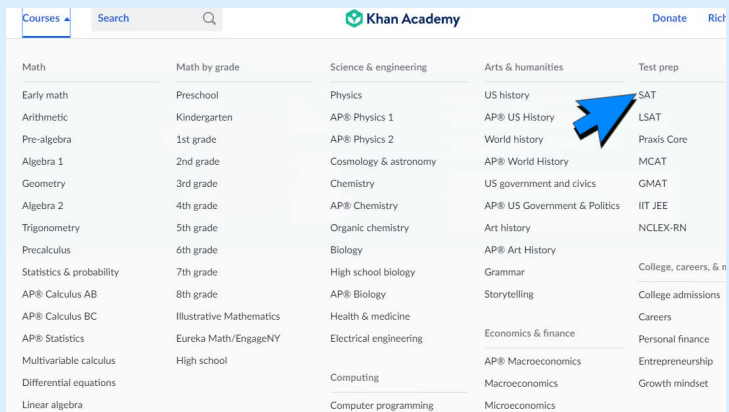 Courses Search Khan Academy Donate
Math
Early math
Arithmetic
Pre-algebra
Algebra 1
Geometry
Algebra 2
Trigonometry
Precalculus
Statistics & probability
AP® Calculus AB
AP® Calculus BC
AP® Statistics
Multivariable calculus
Differential equations
Linear algebra
Math by grade
Preschool
Kindergarten
1st grade
2nd grade
3rd grade
4th grade
5th grade
6th grade
7th grade
8th grade
Illustrative Mathematics
Eureka Math/EngageNY
High school
Science & engineering
Physics
AP® Physics 1
AP® Physics 2
Cosmology & astronomy
Chemistry
AP® Chemistry
Organic chemistry
Biology
High school biology
AP® Biology
Health & medicine
Electrical engineering
Computing
Computer programming
Arts & humanities
US history
AP® US History
World history
AP® World History
US government and civics
AP® US Government & Politics
Art history
AP® Art History
Grammar
Storytelling
Economics & finance
AP® Macroeconomics
Macroeconomics
Microeconomics
Test prep
SAT
LSAT
Praxis Core
MCAT
GMAT
IIT JEE
NCLEX-RN
College, careers, &
College admissions
Careers
Personal finance
Entrepreneurship
Growth mindset